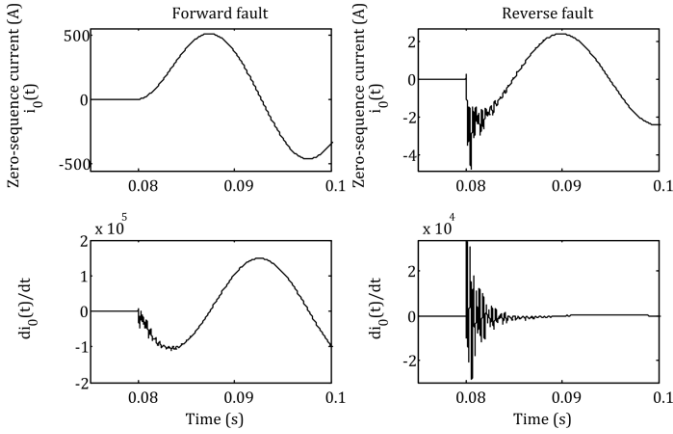 Forward fault
Zero-sequence current (A)
i0(t)
500
0
-500
0.08
0.09
0.1
Reverse fault
Zero-sequence current (A)
i0(t)
2
0
-2
-4
0.08
0.09
0.1
x 10^5
di0(t)/dt
2
1
0
-1
-2
0.08
0.09
0.1
Time (s)
x 10^4
di0(t)/dt
2
0
-2
0.08
0.09
0.1
Time (s)